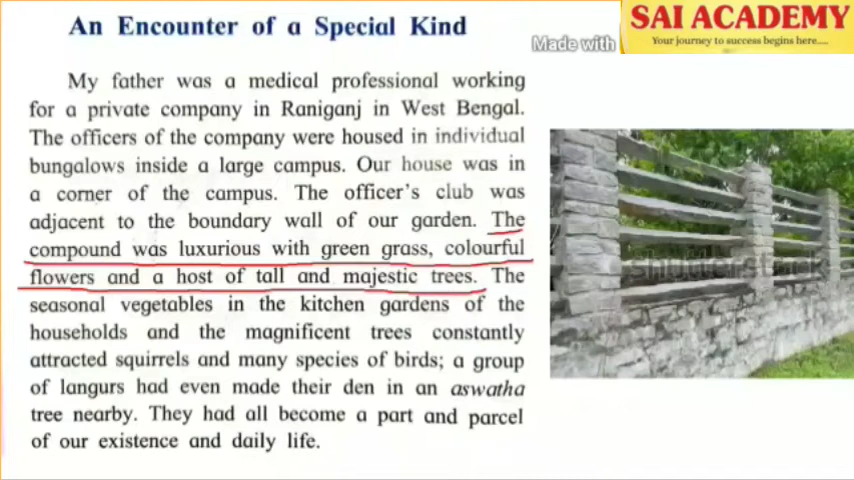 An Encounter of a Special Kind
SAI ACADEMY
Your journey to success begins here....
Made with
My father was a medical professional working
for a private company in Raniganj in West Bengal.
The officers of the company were housed in individual
bungalows inside a large campus. Our house was in
a corner of the campus. The officer's club was
adjacent to the boundary wall of our garden. The
compound was luxurious with green grass, colourful
flowers and a host of tall and majestic trees. The
seasonal vegetables in the kitchen gardens of the
households and the magnificent trees constantly
attracted squirrels and many species of birds; a group
of langurs had even made their den in an aswatha
tree nearby. They had all become a part and parcel
of our existence and daily life.
shutterstock